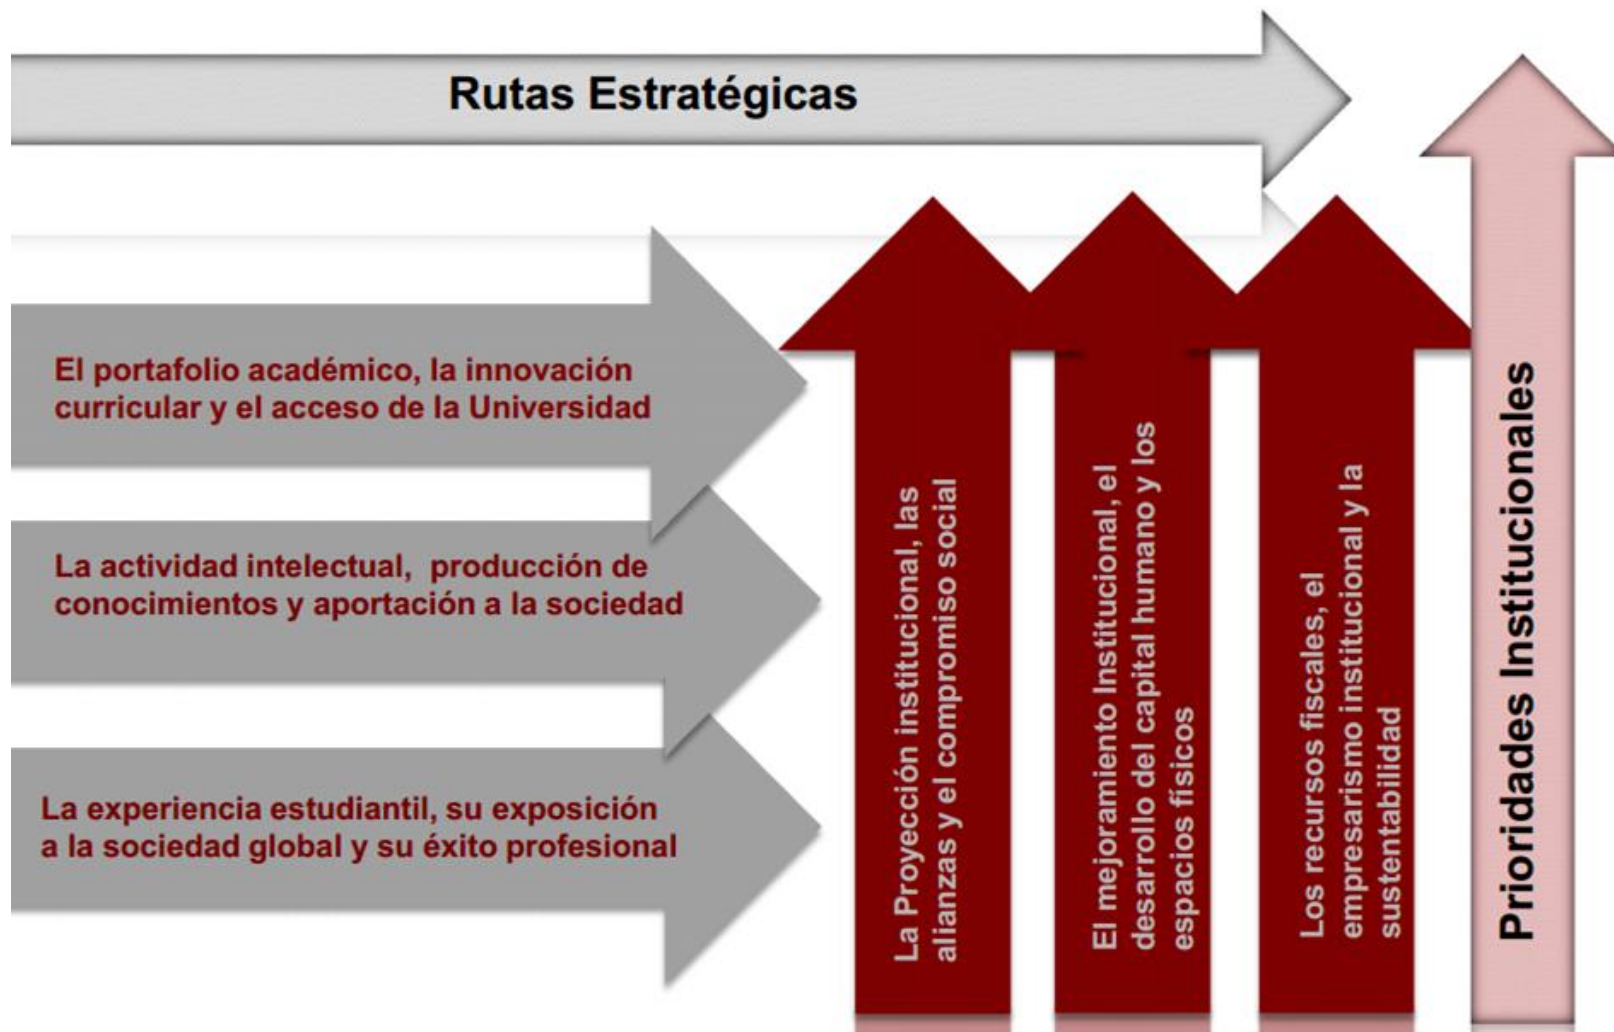 Rutas Estratégicas
El portafolio académico, la innovación
curricular y el acceso de la Universidad
La actividad intelectual,  producción de
conocimientos y aportación a la sociedad
La experiencia estudiantil, su exposición
a la sociedad global y su éxito profesional
La Proyección institucional, las
alianzas y el compromiso social
El mejoramiento Institucional, el
desarrollo del capital humano y los
espacios físicos
Los recursos fiscales, el
empresarismo institucional y la
sustentabilidad
Prioridades Institucionales